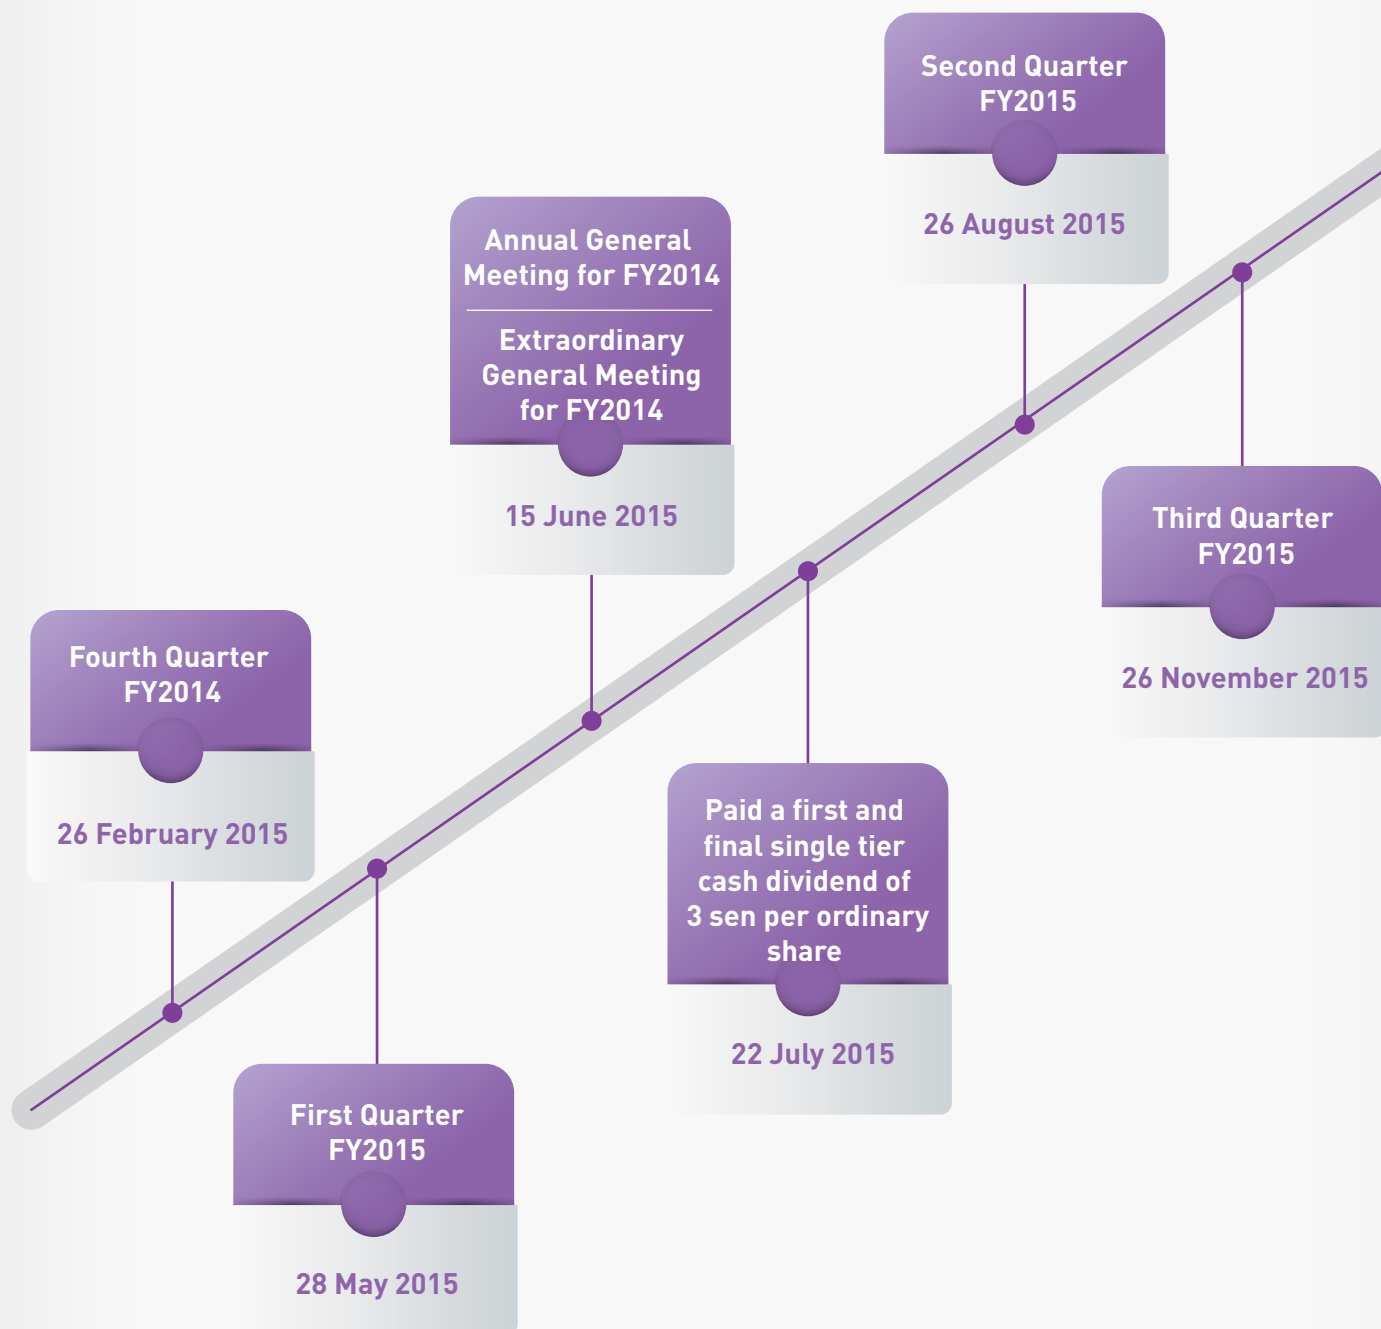 Fourth Quarter
FY2014
26 February 2015
First Quarter
FY2015
28 May 2015
Annual General
Meeting for FY2014
Extraordinary
General Meeting
for FY2014
15 June 2015
Paid a first and
final single tier
cash dividend of
3 sen per ordinary
share
22 July 2015
Second Quarter
FY2015
26 August 2015
Third Quarter
FY2015
26 November 2015